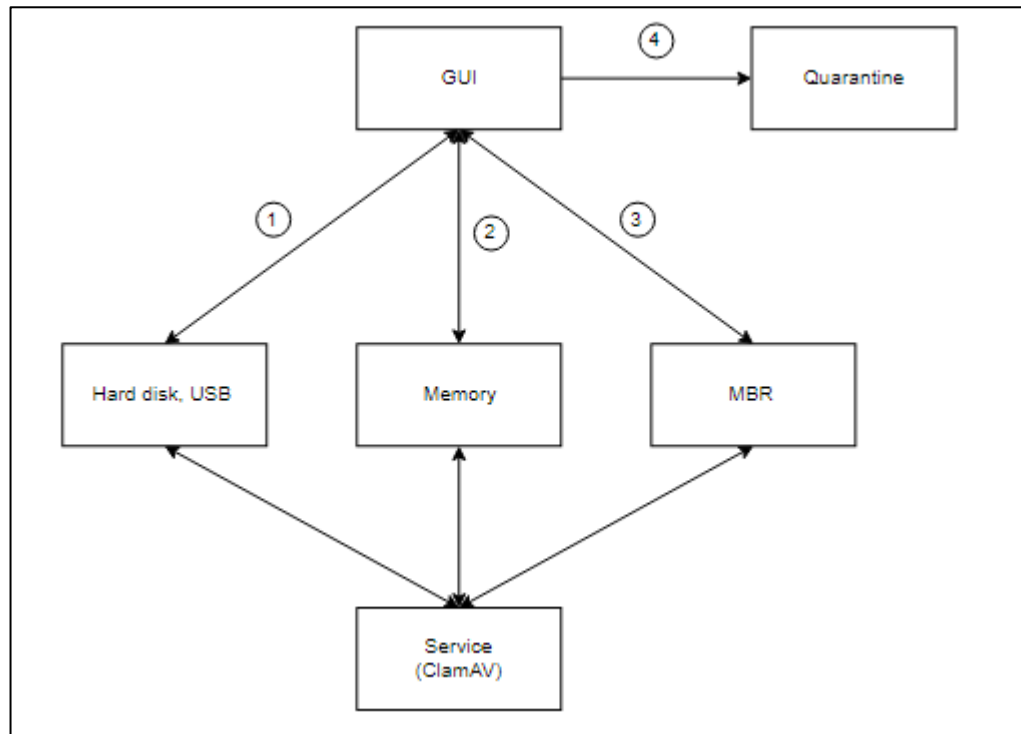 4
GUI
Quarantine
1
2
3
Hard disk, USB
Memory
MBR
Service
(ClamAV)